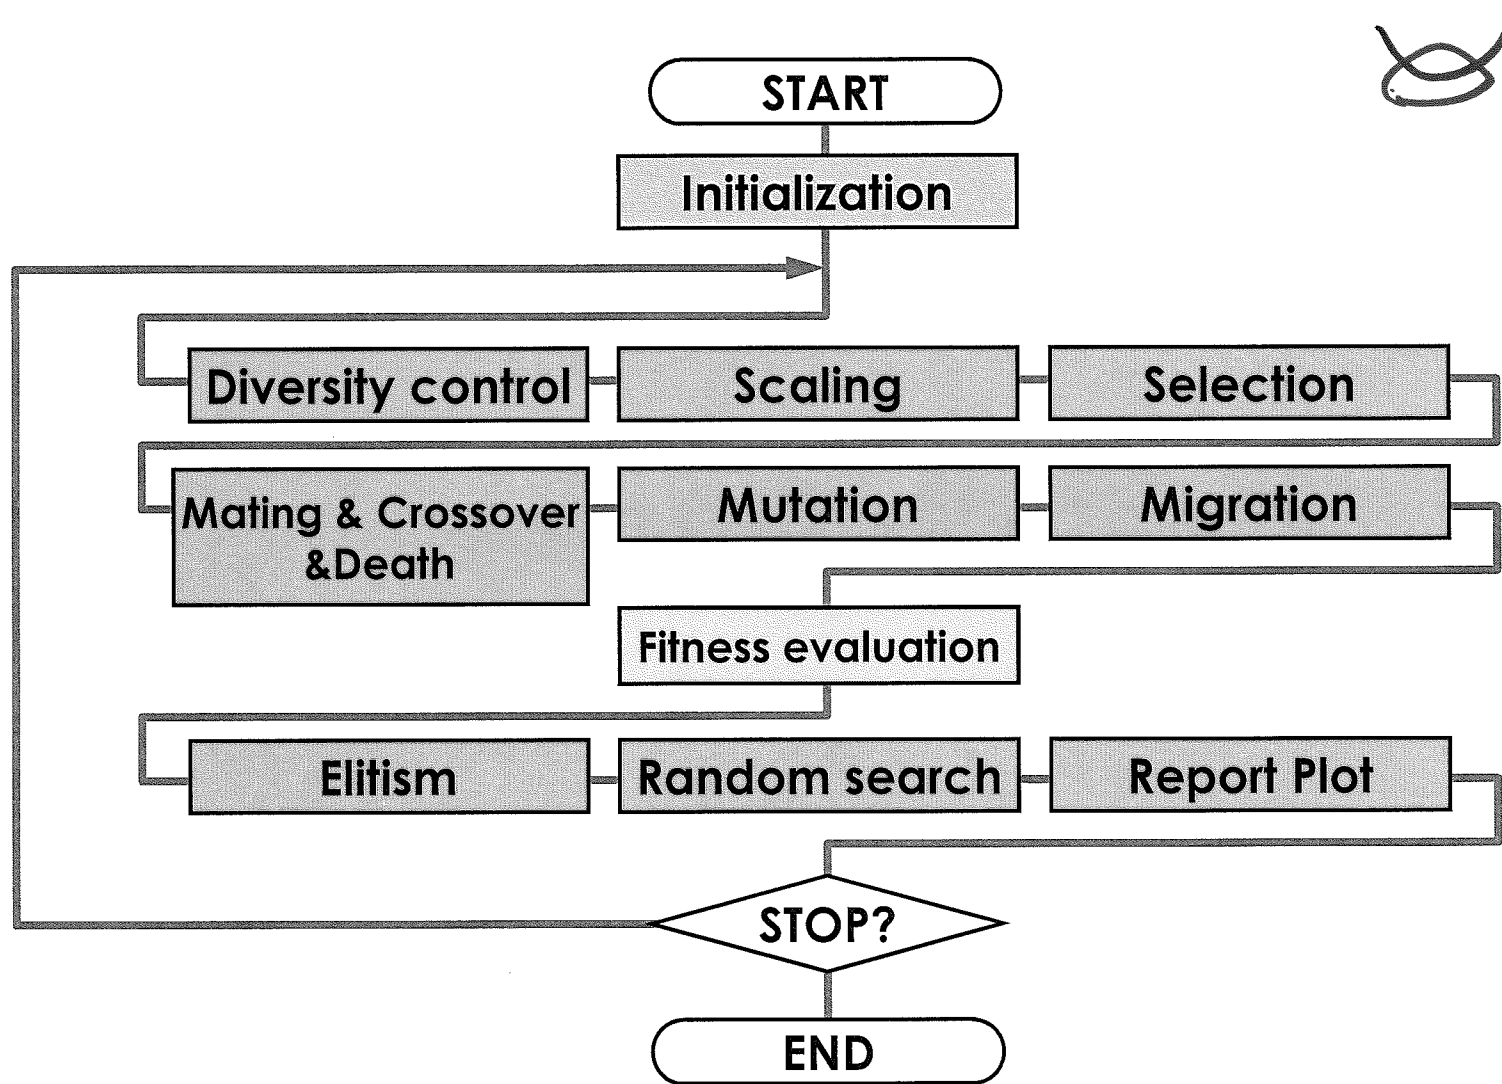 START
Initialization
Diversity control
Scaling
Selection
Mating & Crossover
&Death
Mutation
Migration
Fitness evaluation
Elitism
Random search
Report Plot
STOP?
END